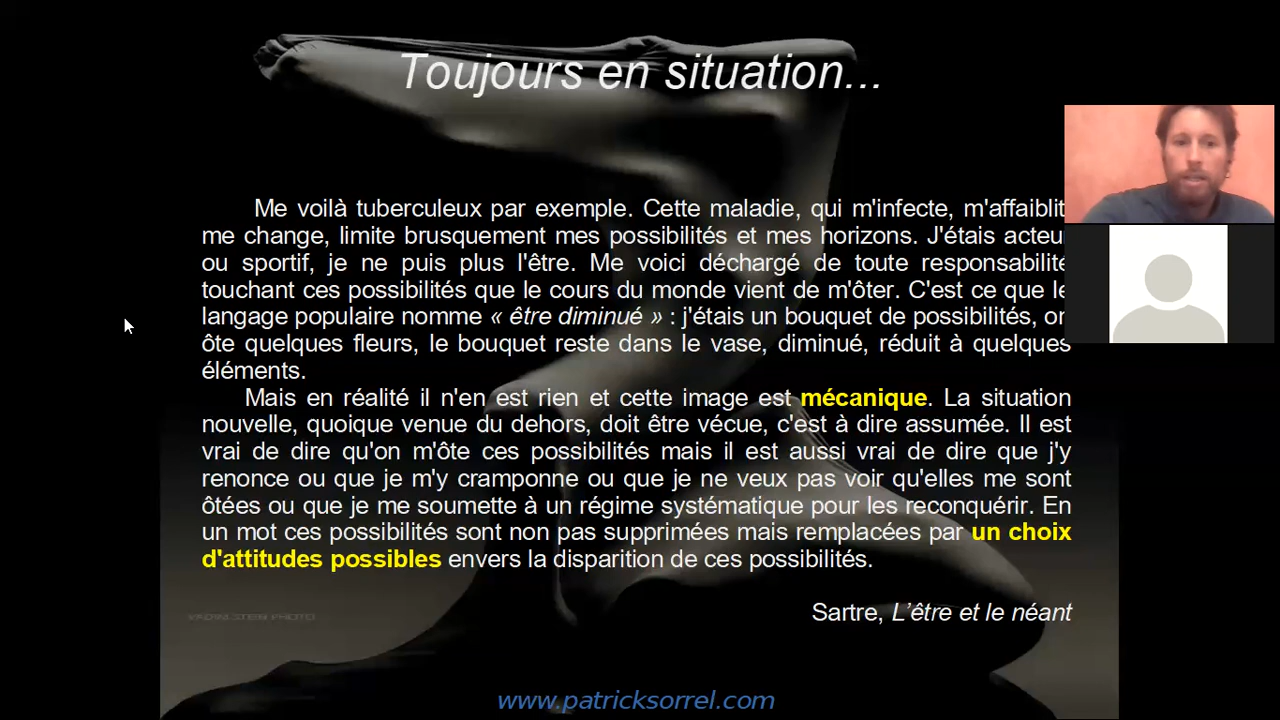 Toujours en situation...
Me voilà tuberculeux par exemple. Cette maladie, qui m'infecte, m'affaiblit
me change, limite brusquement mes possibilités et mes horizons. J'étais acteur
ou sportif, je ne puis plus l'être. Me voici déchargé de toute responsabilité
touchant ces possibilités que le cours du monde vient de m'ôter. C'est ce que le
langage populaire nomme « être diminué » : j'étais un bouquet de possibilités, on
ôte quelques fleurs, le bouquet reste dans le vase, diminué, réduit à quelques
éléments.
Mais en réalité il n'en est rien et cette image est mécanique. La situation
nouvelle, quoique venue du dehors, doit être vécue, c'est à dire assumée. Il est
vrai de dire qu'on m'ôte ces possibilités mais il est aussi vrai de dire que j'y
renonce ou que je m'y cramponne ou que je ne veux pas voir qu'elles me sont
ôtées ou que je me soumette à un régime systématique pour les reconquérir. En
un mot ces possibilités sont non pas supprimées mais remplacées par un choix
d'attitudes possibles envers la disparition de ces possibilités.
Sartre, L'être et le néant
VADIM STEIN PHOTO
www.patricksorrel.com